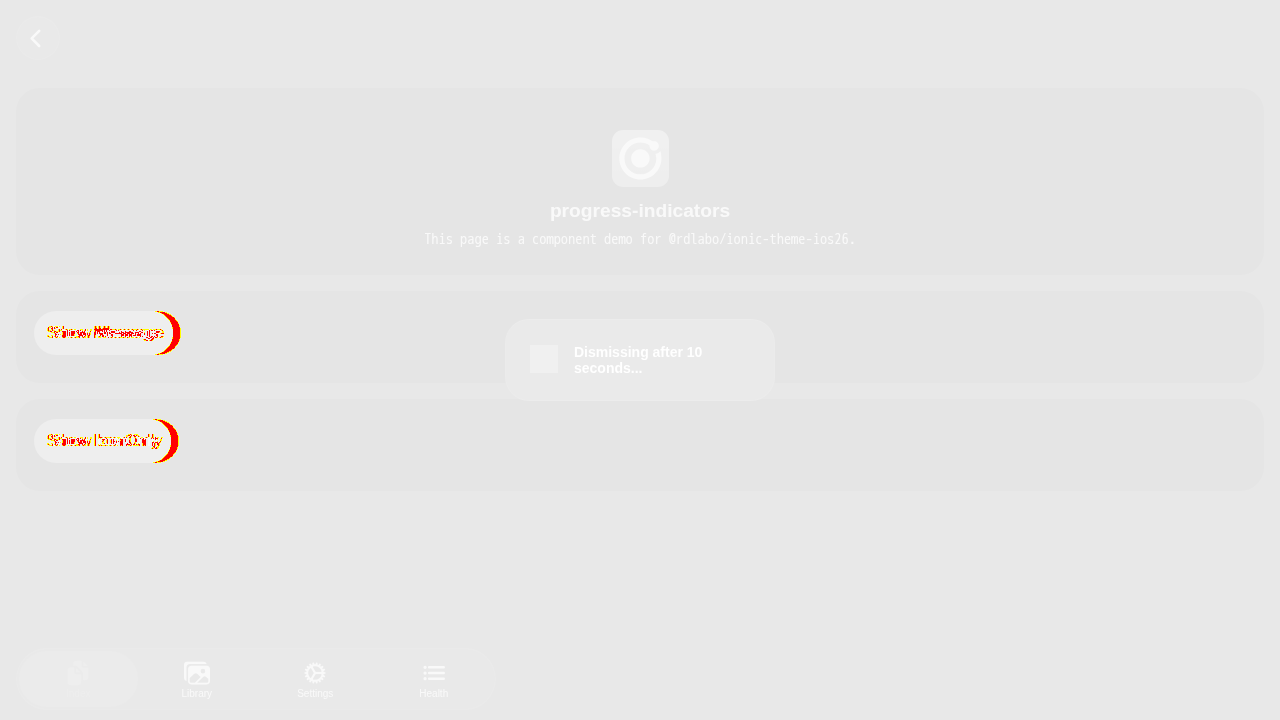 progress-indicators
This page is a component demo for @rdlabo/ionic-theme-ios26.
Show Message
Dismissing after 10
seconds...
Show Icon Only
Library
Settings
Health